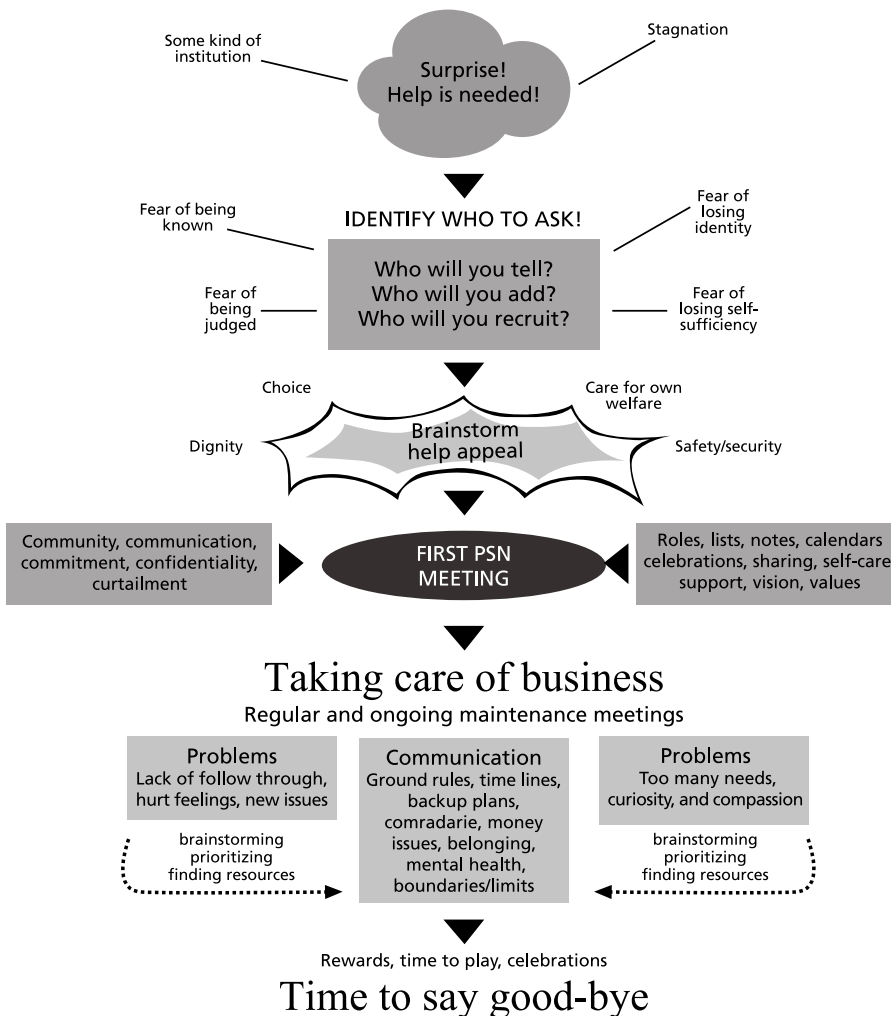 Some kind of
institution
Stagnation
Surprise!
Help is needed!
Fear of being
known
IDENTIFY WHO TO ASK!
Fear of
losing
identity
Who will you tell?
Who will you add?
Who will you recruit?
Fear of
being
judged
Fear of
losing self-
sufficiency
Choice
Care for own
welfare
Dignity
Brainstorm
help appeal
Safety/security
Community, communication,
commitment, confidentiality,
curtailment
FIRST PSN
MEETING
Roles, lists, notes, calendars
celebrations, sharing, self-care
support, vision, values
Taking care of business
Regular and ongoing maintenance meetings
Problems
Lack of follow through,
hurt feelings, new issues
brainstorming
prioritizing
finding resources
Communication
Ground rules, time lines,
backup plans,
comradarie, money
issues, belonging,
mental health,
boundaries/limits
Problems
Too many needs,
curiosity, and compassion
brainstorming
prioritizing
finding resources
Rewards, time to play, celebrations
Time to say good-bye